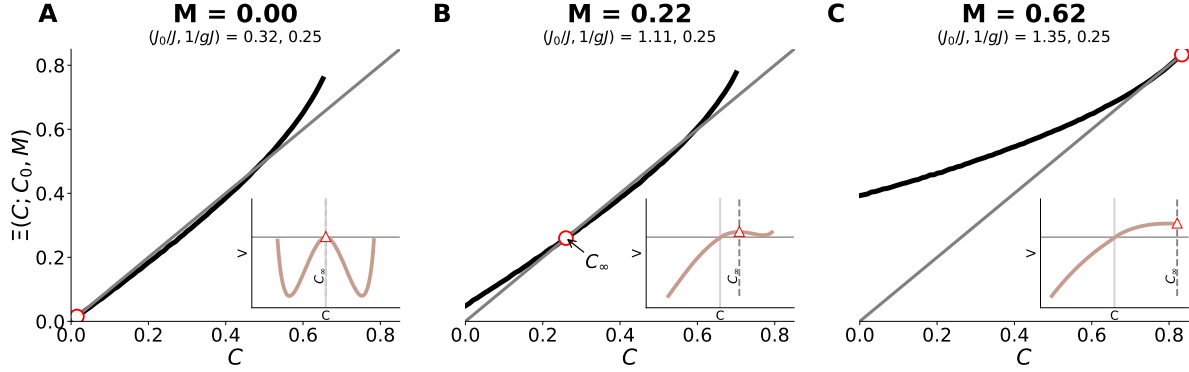 A
M = 0.00
(J₀/J, 1/gJ) = 0.32, 0.25
Ξ(C; C₀, M)
0.8
0.6
0.4
0.2
0.0
0.0 0.2 0.4 0.6 0.8
C
V
C∞
C
B
M = 0.22
(J₀/J, 1/gJ) = 1.11, 0.25
C∞
0.0 0.2 0.4 0.6 0.8
C
V
C∞
C
C
M = 0.62
(J₀/J, 1/gJ) = 1.35, 0.25
0.0 0.2 0.4 0.6 0.8
C
V
C∞
C